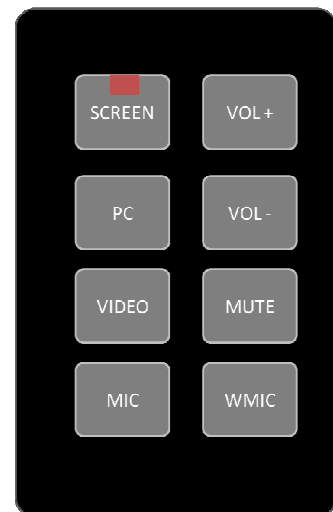 SCREEN
VOL +
PC
VOL -
VIDEO
MUTE
MIC
WMIC